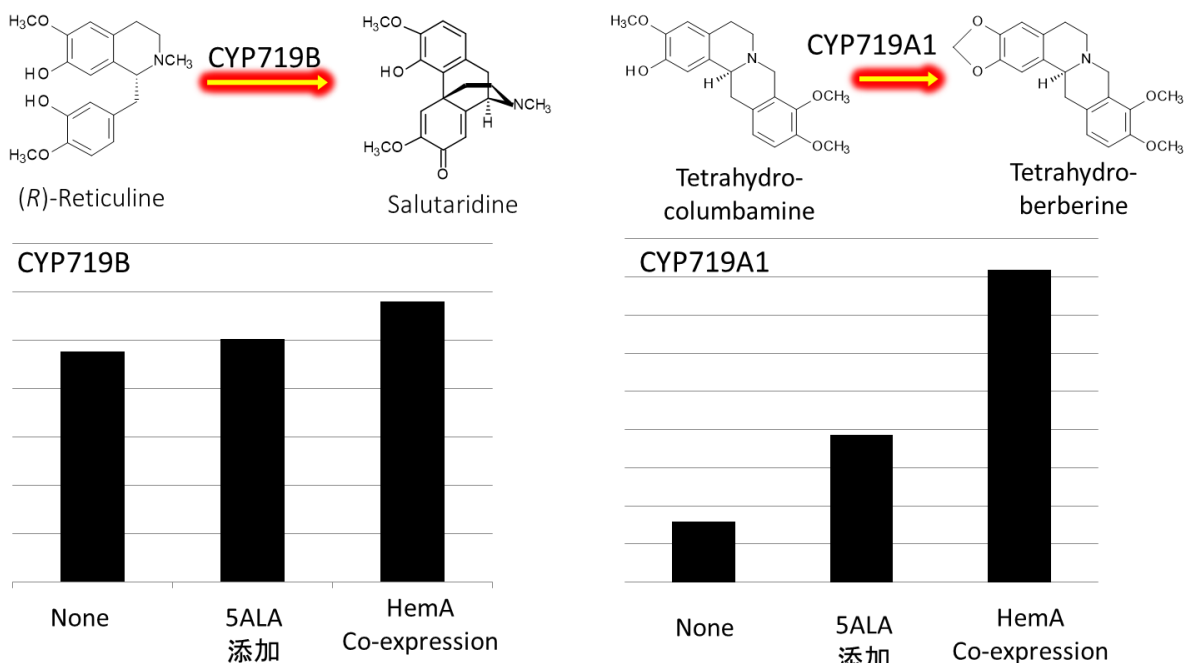 H₃CO
HO
NCH₃
HO
H₃CO
(R)-Reticuline
CYP719B
H₃CO
HO
NCH₃
H
H₃CO
O
Salutaridine
H₃CO
HO
N
H
OCH₃
OCH₃
Tetrahydro-
columbamine
CYP719A1
O
O
N
H
OCH₃
OCH₃
Tetrahydro-
berberine
CYP719B
None
5ALA
添加
HemA
Co-expression
CYP719A1
None
5ALA
添加
HemA
Co-expression